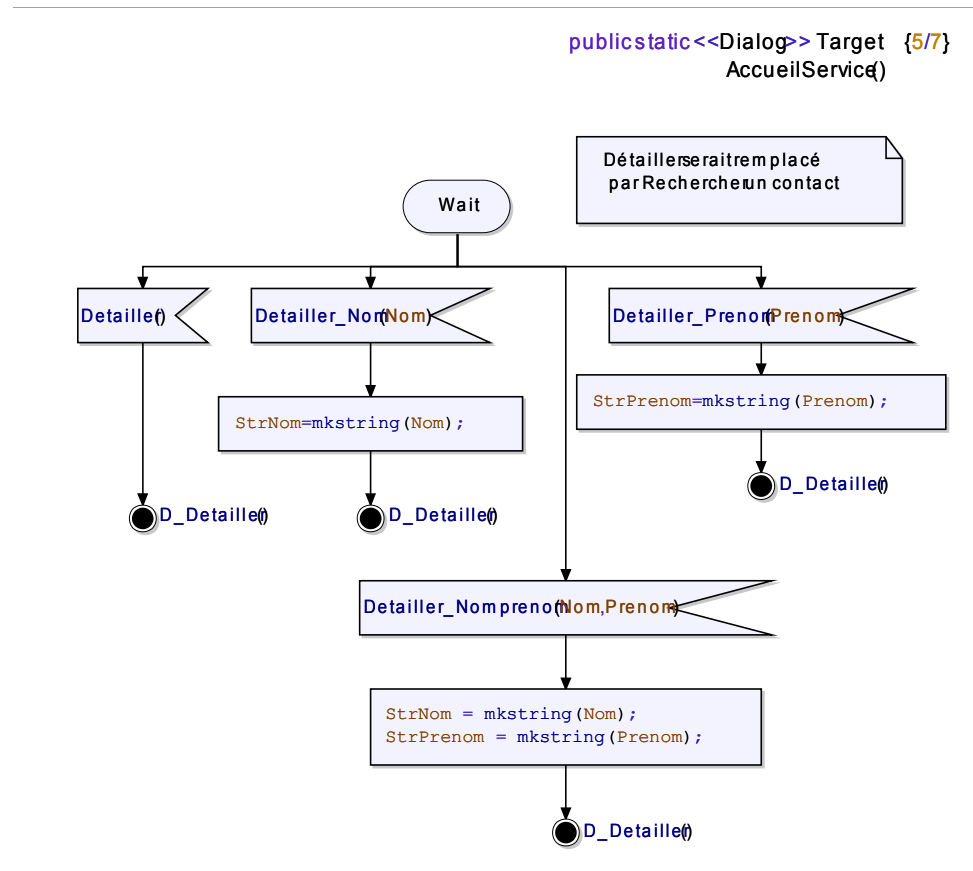 public static <<Dialog>> Target {5/7}
AccueilService()
Détailler serait remplacé
par Rechercher un contact
Wait
Detailler()
Detailler_Nom(Nom)
Detailler_Prenom(Prenom)
StrNom=mkstring(Nom);
StrPrenom=mkstring(Prenom);
D_Detailler()
D_Detailler()
D_Detailler()
Detailler_Nomprenom(Nom,Prenom)
StrNom = mkstring(Nom);
StrPrenom = mkstring(Prenom);
D_Detailler()